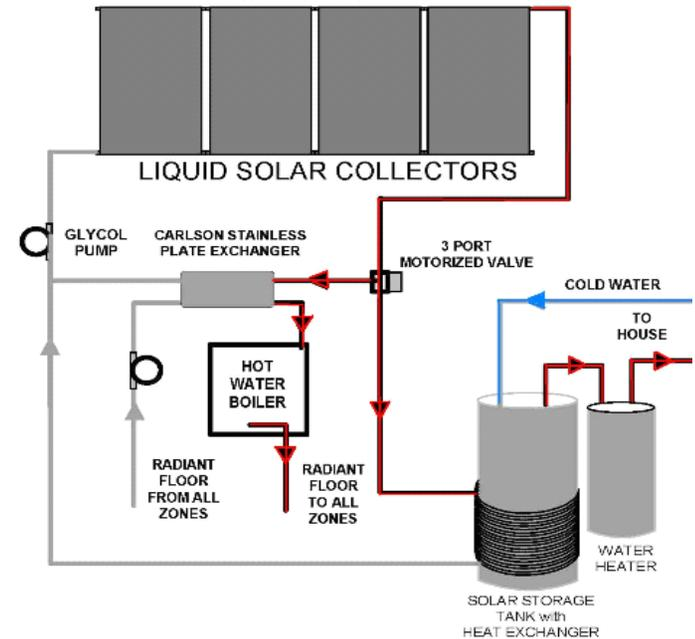 LIQUID SOLAR COLLECTORS
GLYCOL
PUMP
CARLSON STAINLESS
PLATE EXCHANGER
3 PORT
MOTORIZED VALVE
COLD WATER
TO
HOUSE
HOT
WATER
BOILER
RADIANT
FLOOR
FROM ALL
ZONES
RADIANT
FLOOR
TO ALL
ZONES
WATER
HEATER
SOLAR STORAGE
TANK with
HEAT EXCHANGER